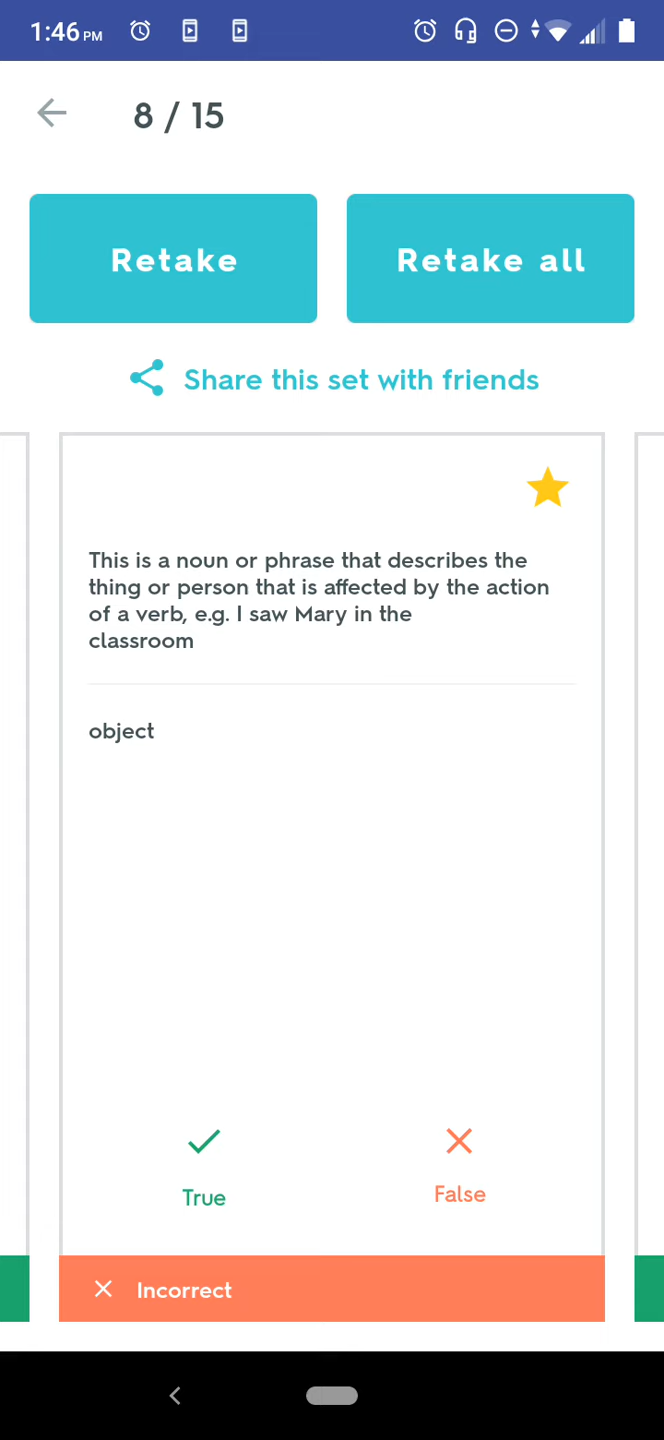 1:46 PM
8 / 15
Retake
Retake all
Share this set with friends
This is a noun or phrase that describes the
thing or person that is affected by the action
of a verb, e.g. I saw Mary in the
classroom
object
True
False
Incorrect